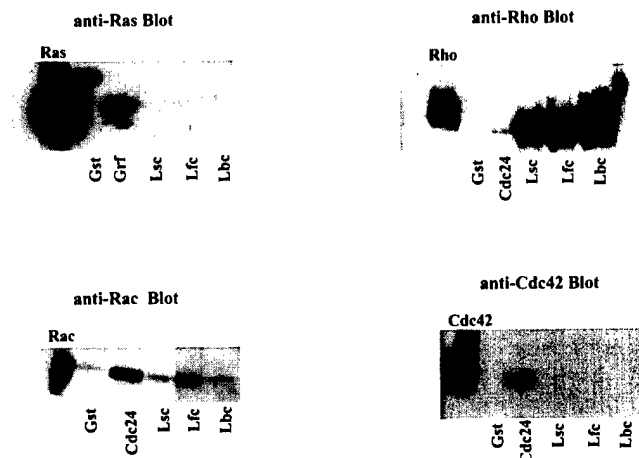 anti-Ras Blot
Ras
Gst Grf Lsc Lfc Lbc
anti-Rho Blot
Rho
Gst Cdc24 Lsc Lfc Lbc
anti-Rac Blot
Rac
Gst Cdc24 Lsc Lfc Lbc
anti-Cdc42 Blot
Cdc42
Gst Cdc24 Lsc Lfc Lbc